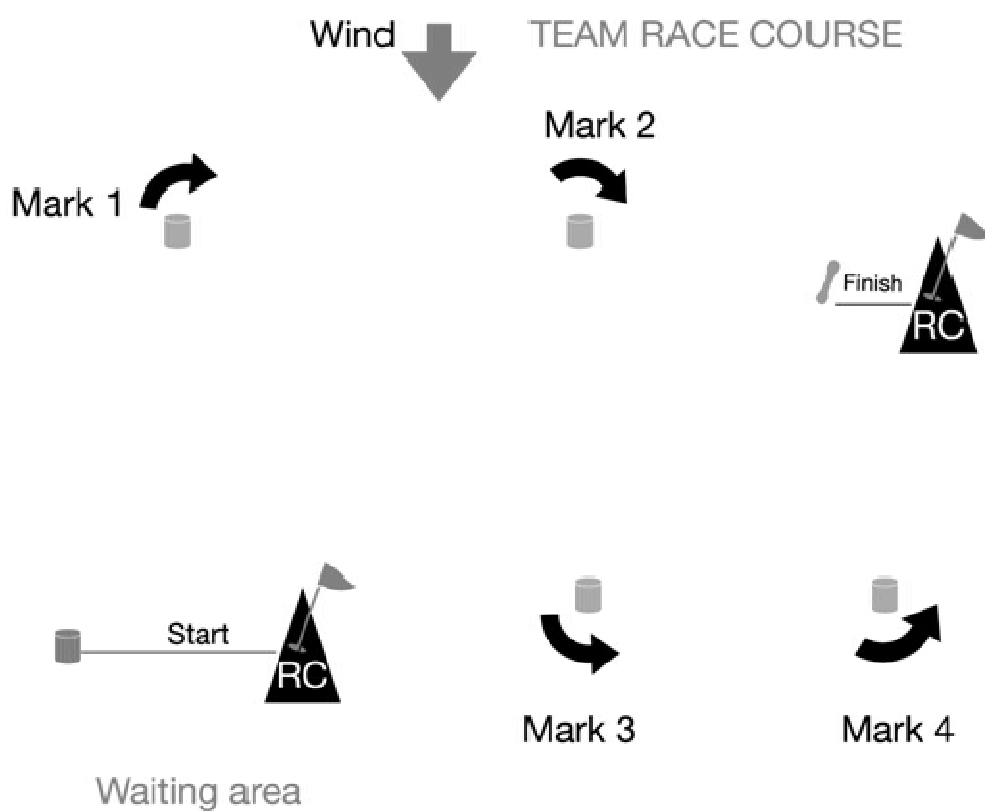 Wind
TEAM RACE COURSE
Mark 2
Mark 1
Finish
RC
Start
RC
Mark 3
Mark 4
Waiting area